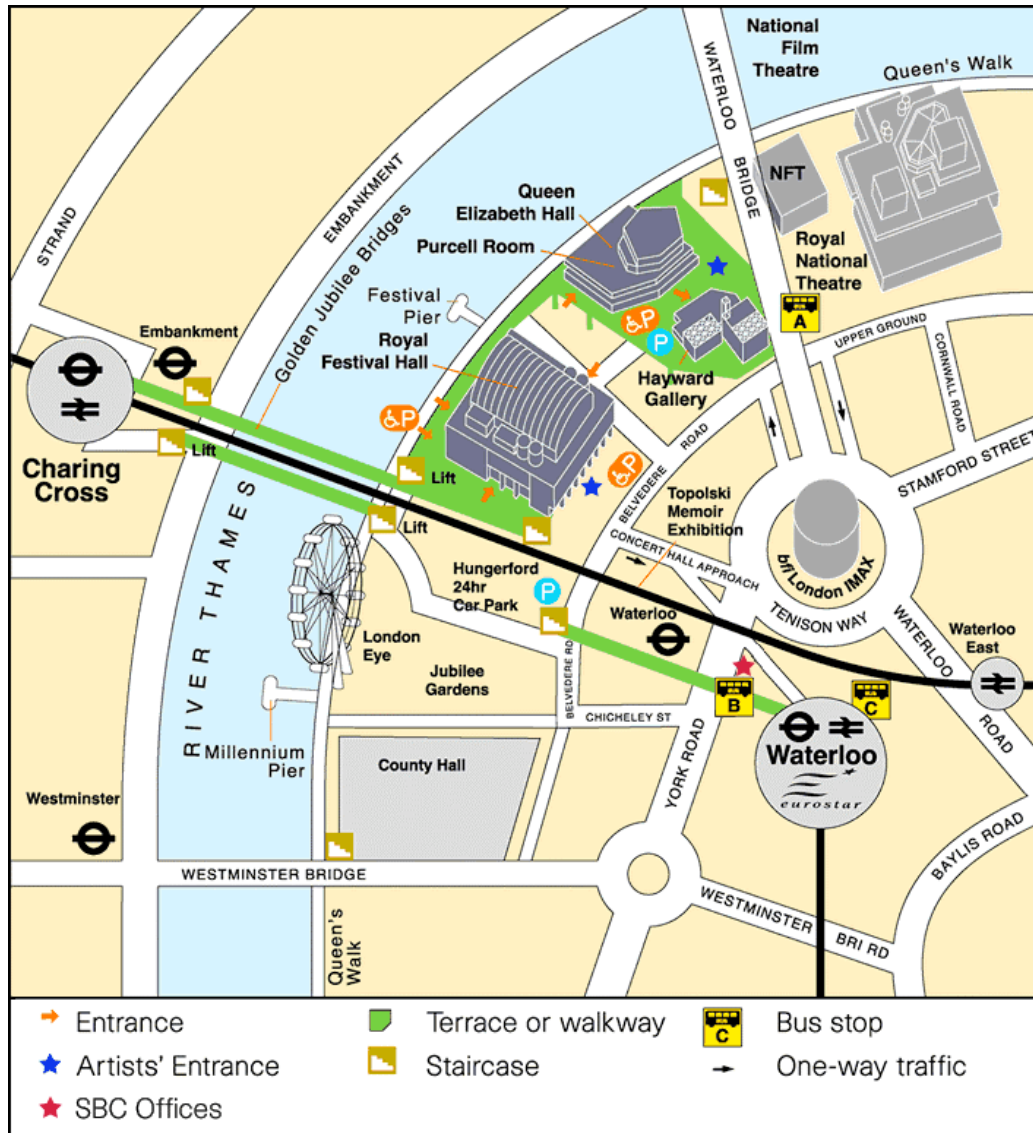 National
Film
Theatre
Queen's Walk
WATERLOO
BRIDGE
NFT
STRAND
EMBANKMENT
Queen
Elizabeth Hall
Purcell Room
Royal
National
Theatre
Golden Jubilee Bridges
Festival
Pier
Royal
Festival Hall
Embankment
A
UPPER GROUND
CORNWALL ROAD
P
P
Hayward
Gallery
P
Lift
Charing
Cross
Lift
P
BELVEDERE
ROAD
STAMFORD STREET
Topolski
Memoir
Exhibition
Lift
CONCERT HALL APPROACH
bfi London IMAX
TENISON WAY
Hungerford
24hr
Car Park
P
Waterloo
WATERLOO
ROAD
Waterloo
East
RIVER THAMES
London
Eye
Jubilee
Gardens
BELVEDERE RD
CHICHELEY ST
B
C
YORK ROAD
Waterloo
eurostar
Millennium
Pier
County Hall
Westminster
WESTMINSTER BRIDGE
WESTMINSTER
BRI RD
BAYLIS ROAD
Queen's
Walk
Entrance
Terrace or walkway
C
Bus stop
Artists' Entrance
Staircase
One-way traffic
SBC Offices